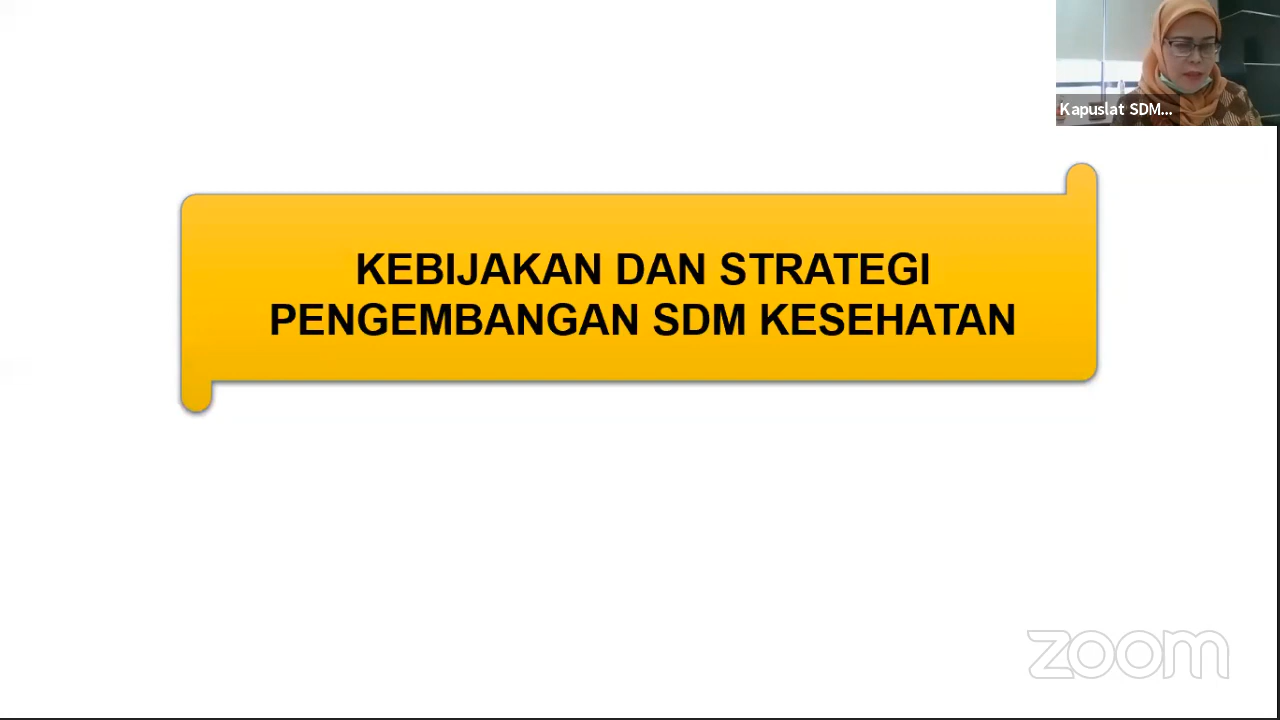 Kapuslat SDM...
KEBIJAKAN DAN STRATEGI
PENGEMBANGAN SDM KESEHATAN
zoom